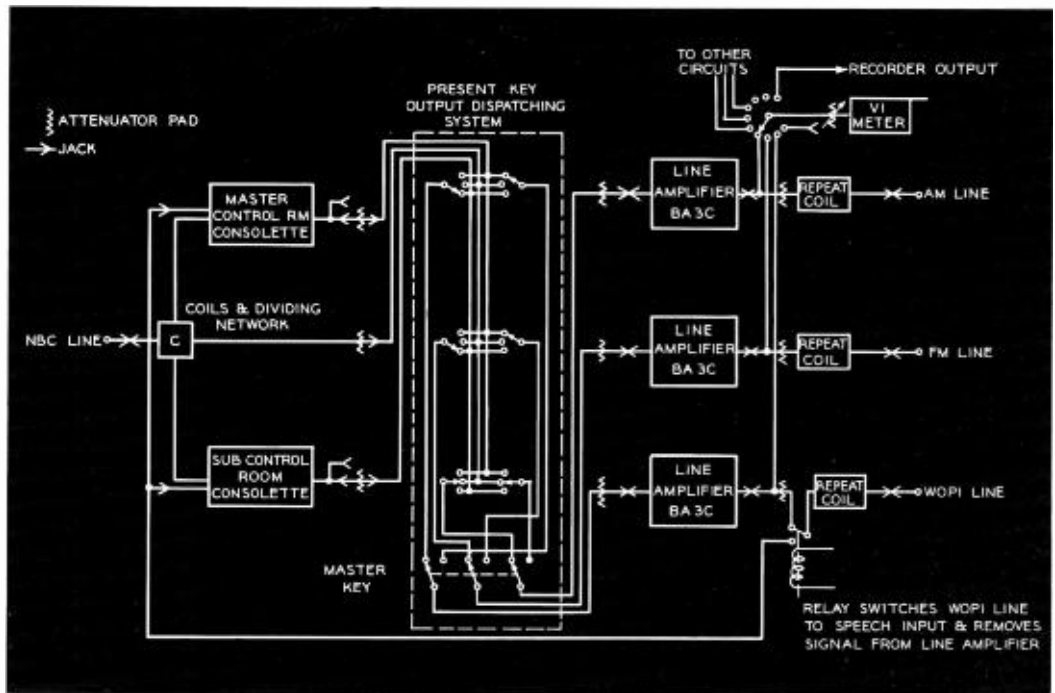 TO OTHER
CIRCUITS
RECORDER OUTPUT
PRESENT KEY
OUTPUT DISPATCHING
SYSTEM
VI
METER
ATTENUATOR PAD
JACK
LINE
AMPLIFIER
BA 3C
REPEAT
COIL
AM LINE
MASTER
CONTROL RM
CONSOLETTE
COILS & DIVIDING
NETWORK
NBC LINE
C
LINE
AMPLIFIER
BA 3C
REPEAT
COIL
FM LINE
SUB CONTROL
ROOM
CONSOLETTE
LINE
AMPLIFIER
BA 3C
REPEAT
COIL
WOPI LINE
MASTER
KEY
RELAY SWITCHES WOPI LINE
TO SPEECH INPUT & REMOVES
SIGNAL FROM LINE AMPLIFIER